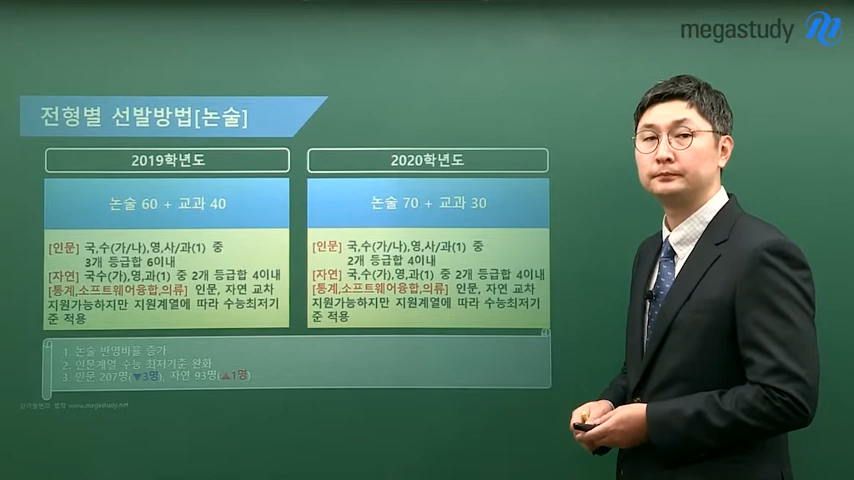 megastudy
전형별 선발방법[논술]
2019학년도
논술 60 + 교과 40
[인문] 국,수(가/나),영,사/과(1) 중
3개 등급합 6이내
[자연] 국수(가),영,과(1) 중 2개 등급합 4이내
[통계,소프트웨어융합,의류] 인문, 자연 교차
지원가능하지만 지원계열에 따라 수능최저기
준 적용
2020학년도
논술 70 + 교과 30
[인문] 국,수(가/나),영,사/과(1) 중
2개 등급합 4이내
[자연] 국,수(가),영,과(1) 중 2개 등급합 4이내
[통계,소프트웨어융합,의류] 인문, 자연 교차
지원가능하지만 지원계열에 따라 수능최저기
준 적용
1. 논술 반영비율 증가
2. 인문계열 수능 최저기준 완화
3. 인문 207명(▼3명), 자연 93명(▲1명)
www.megastudy.net